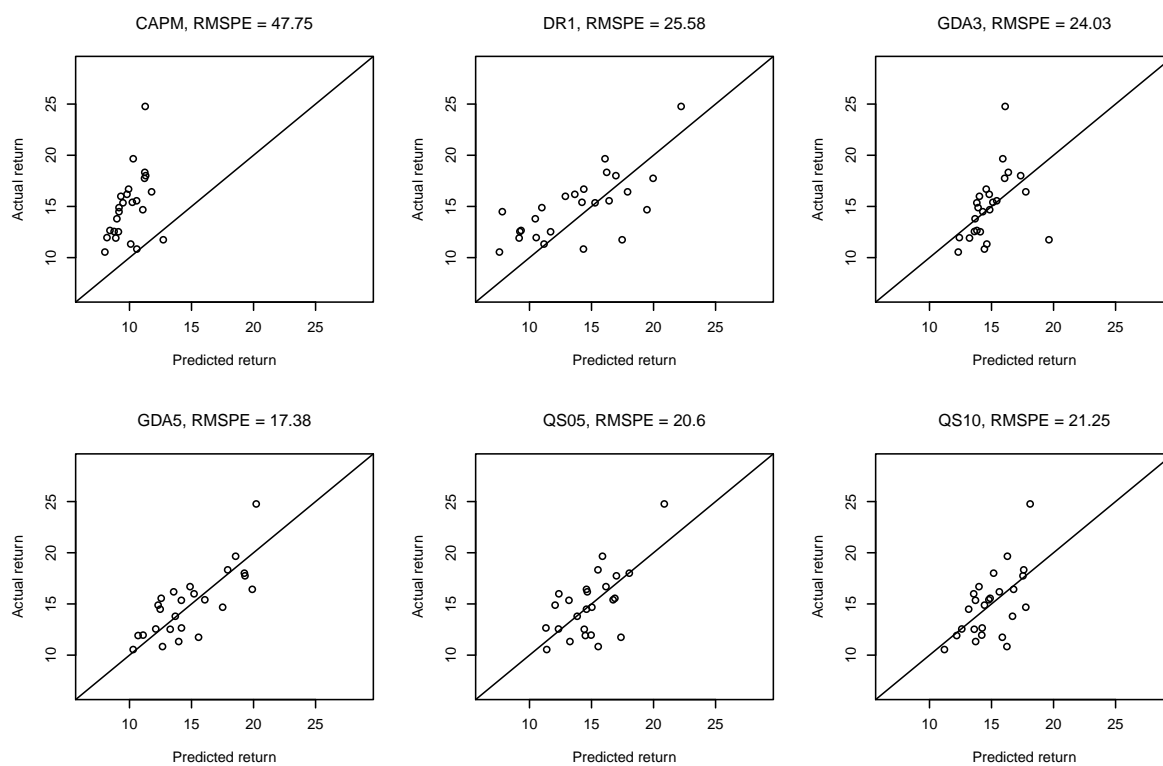 CAPM, RMSPE = 47.75
Actual return
25
20
15
10
10 15 20 25
Predicted return
DR1, RMSPE = 25.58
Actual return
25
20
15
10
10 15 20 25
Predicted return
GDA3, RMSPE = 24.03
Actual return
25
20
15
10
10 15 20 25
Predicted return
GDA5, RMSPE = 17.38
Actual return
25
20
15
10
10 15 20 25
Predicted return
QS05, RMSPE = 20.6
Actual return
25
20
15
10
10 15 20 25
Predicted return
QS10, RMSPE = 21.25
Actual return
25
20
15
10
10 15 20 25
Predicted return